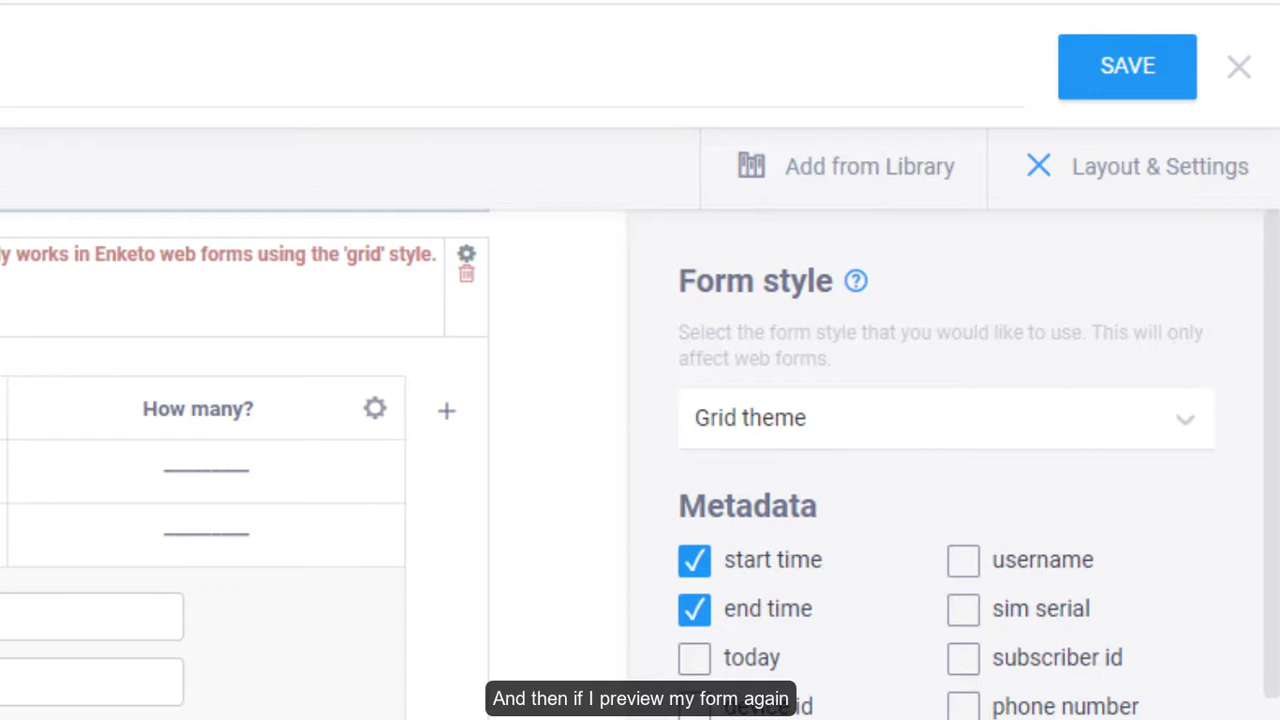 SAVE
Add from Library
Layout & Settings
y works in Enketo web forms using the 'grid' style.
Form style ?
Select the form style that you would like to use. This will only
affect web forms.
How many?
Grid theme
Metadata
start time
username
end time
sim serial
today
subscriber id
And then if I preview my form again
id
phone number